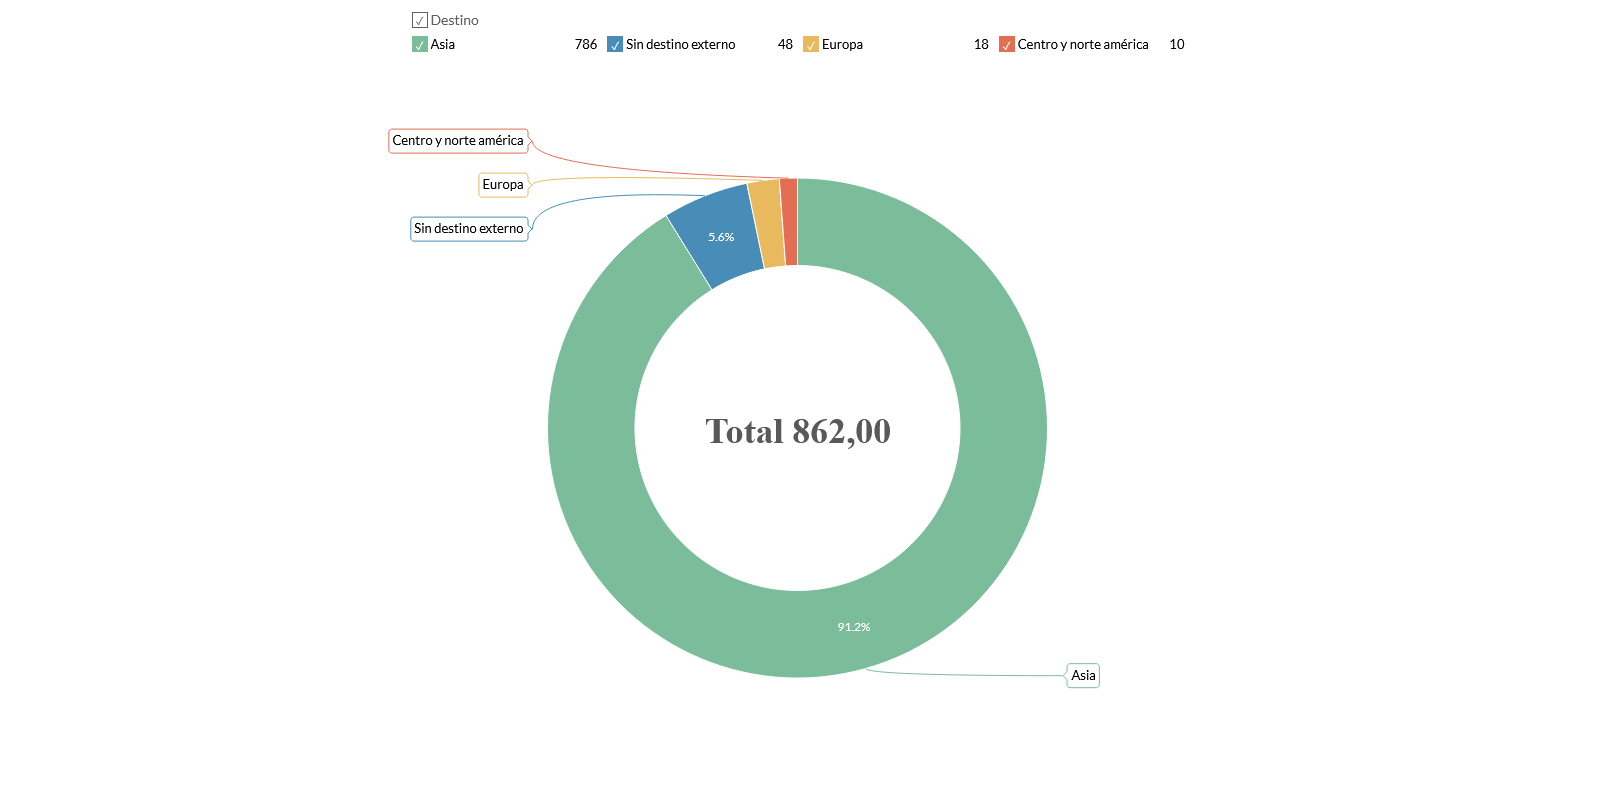 Destino
Asia 786 Sin destino externo 48 Europa 18 Centro y norte américa 10
Centro y norte américa
Europa
Sin destino externo
5.6%
Total 862,00
91.2%
Asia